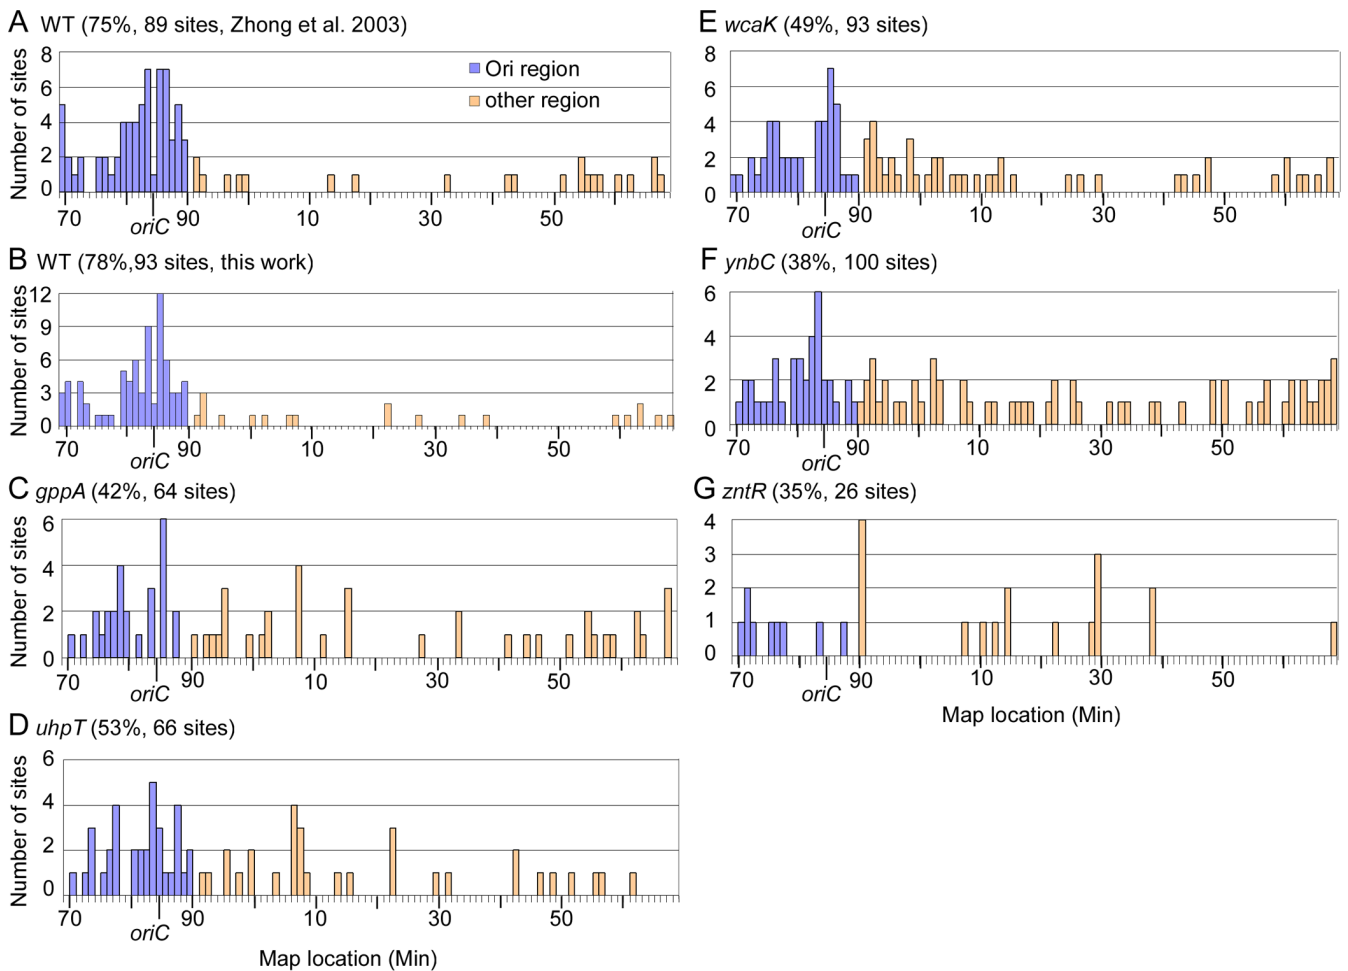 A WT (75%, 89 sites, Zhong et al. 2003)
Number of sites
8
6
4
2
0
Ori region
other region
70 90 10 30 50
oriC
B WT (78%,93 sites, this work)
Number of sites
12
9
6
3
0
70 90 10 30 50
oriC
C gppA (42%, 64 sites)
Number of sites
6
4
2
0
70 90 10 30 50
oriC
D uhpT (53%, 66 sites)
Number of sites
6
4
2
0
70 90 10 30 50
oriC
Map location (Min)
E wcaK (49%, 93 sites)
8
6
4
2
0
70 90 10 30 50
oriC
F ynbC (38%, 100 sites)
6
4
2
0
70 90 10 30 50
oriC
G zntR (35%, 26 sites)
4
3
2
1
0
70 90 10 30 50
oriC
Map location (Min)